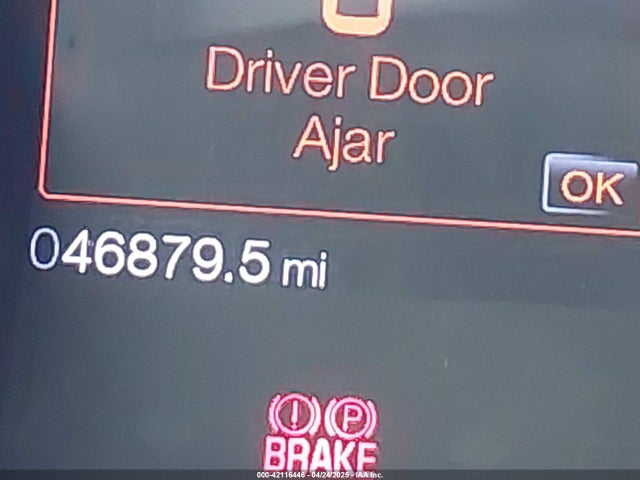 Driver Door
Ajar
OK
046879.5 mi
! P
BRAKE
000-42116446 - 04/24/2025 - IAA Inc.